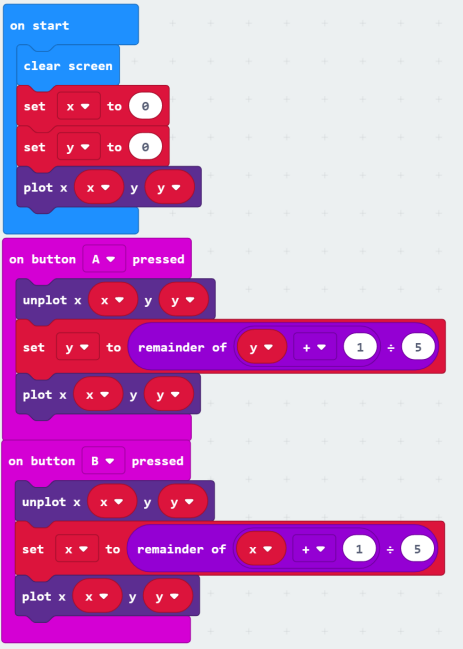 on start
clear screen
set x to 0
set y to 0
plot x x y y
on button A pressed
unplot x x y y
set y to remainder of y + 1 ÷ 5
plot x x y y
on button B pressed
unplot x x y y
set x to remainder of x + 1 ÷ 5
plot x x y y